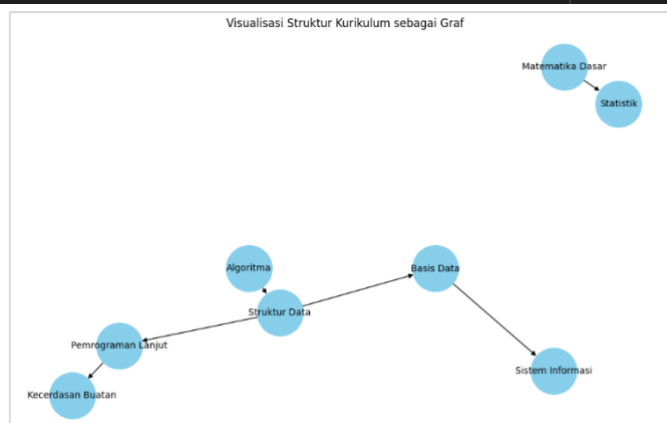 Visualisasi Struktur Kurikulum sebagai Graf
Matematika Dasar
Statistik
Algoritma
Basis Data
Struktur Data
Pemrograman Lanjut
Sistem Informasi
Kecerdasan Buatan